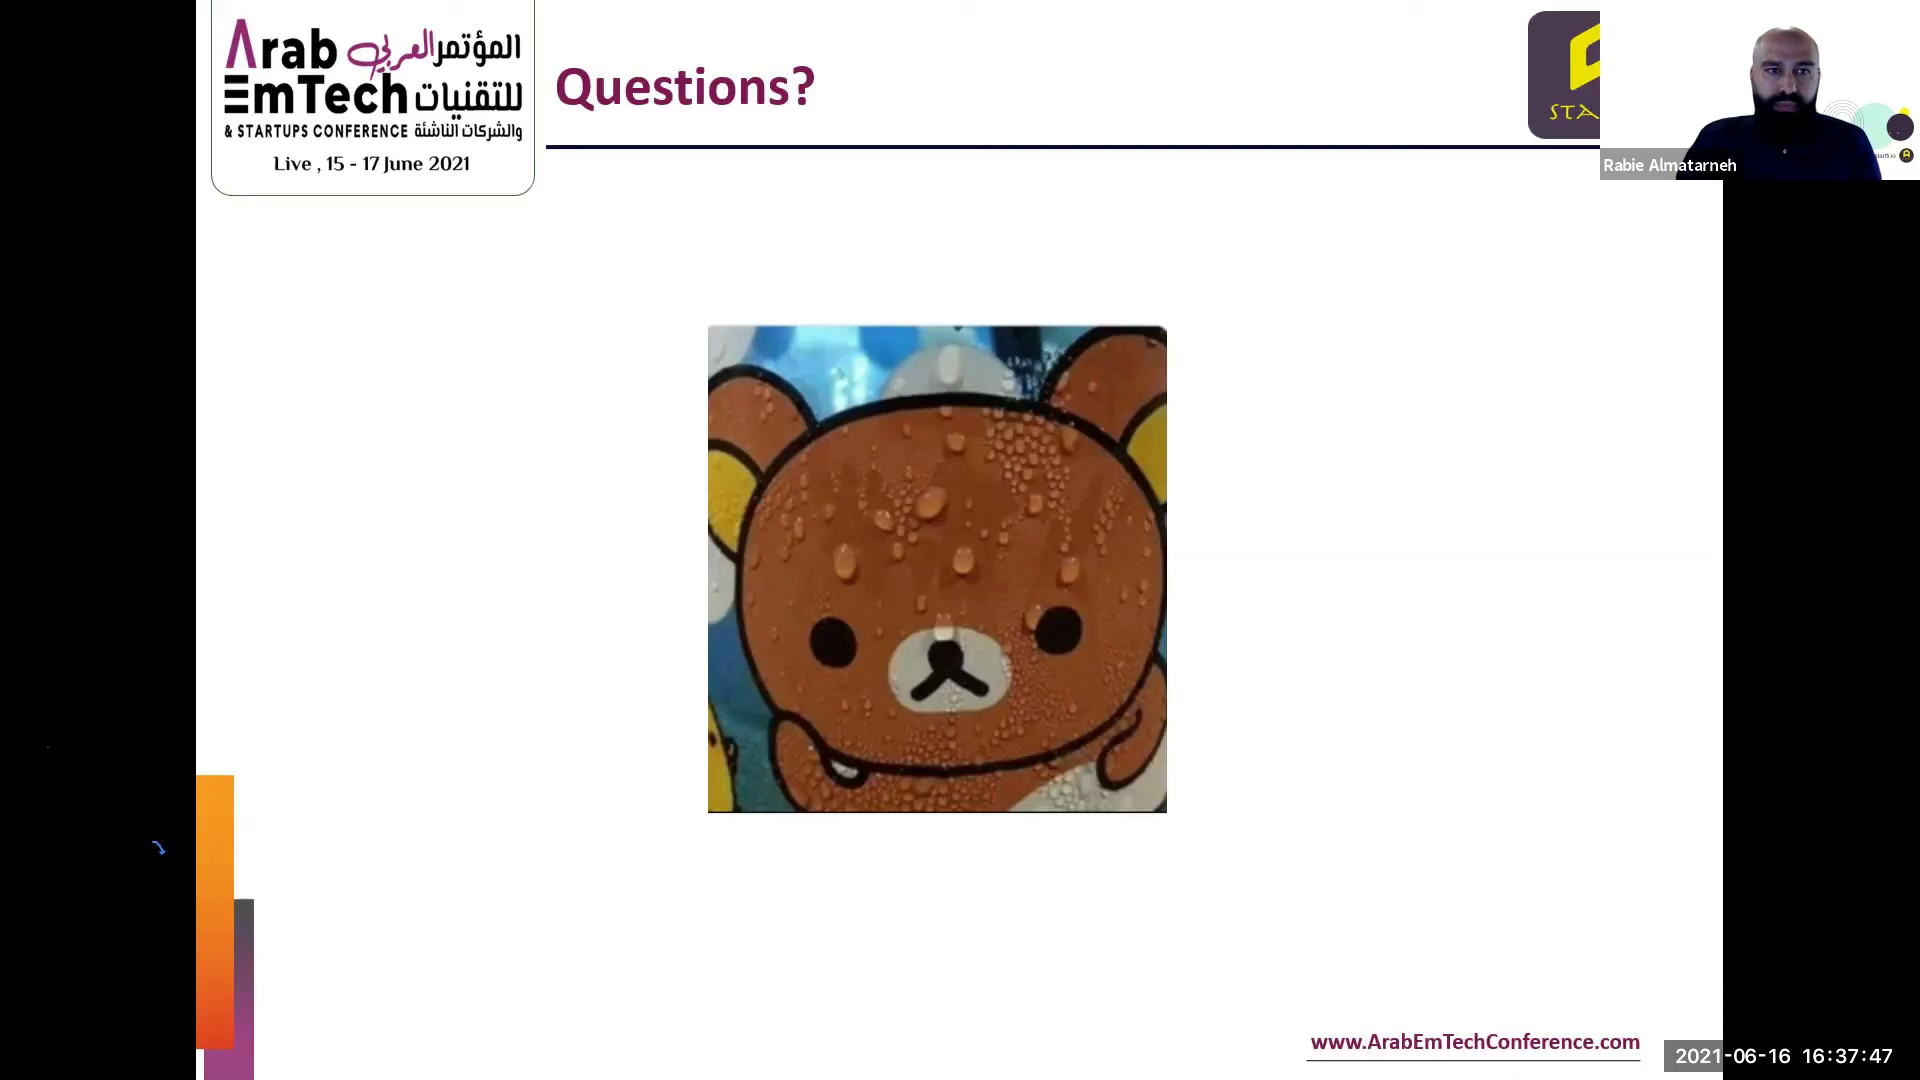 Arab المؤتمر العربي
EmTech للتقنيات
& STARTUPS CONFERENCE والشركات الناشئة
Live , 15 - 17 June 2021
Questions?
STA
Rabie Almatarneh
www.ArabEmTechConference.com
2021-06-16 16:37:47